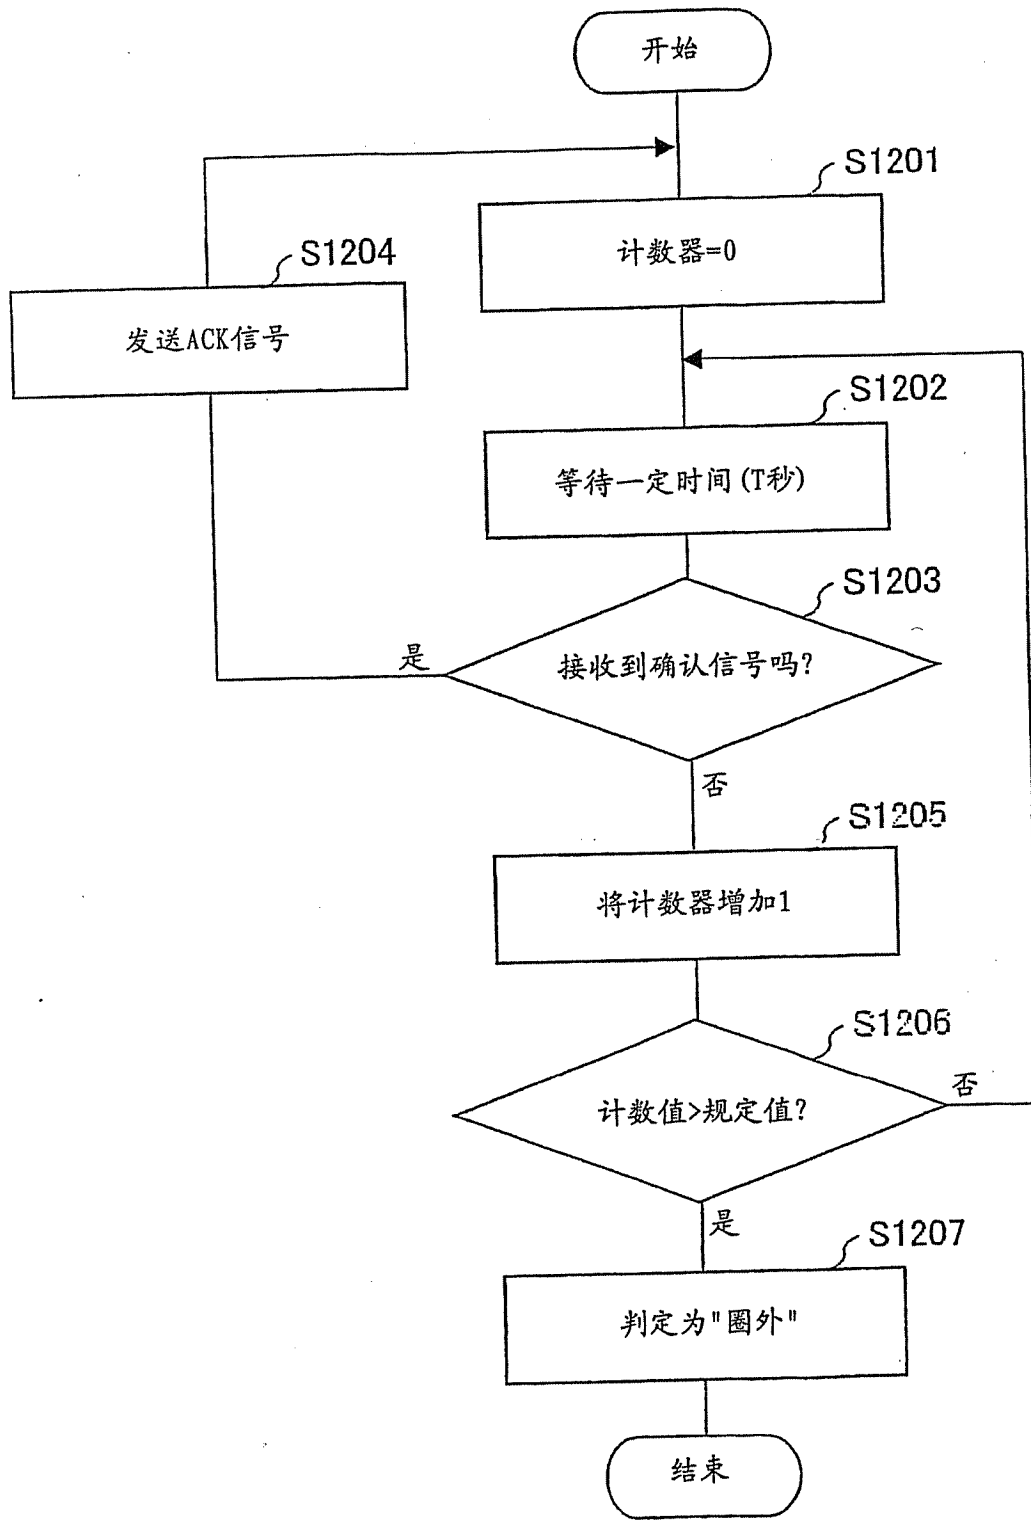 开始
S1201
计数器=0
S1204
发送ACK信号
S1202
等待一定时间(T秒)
S1203
接收到确认信号吗?
是
否
S1205
将计数器增加1
S1206
计数值>规定值?
否
是
S1207
判定为"圈外"
结束